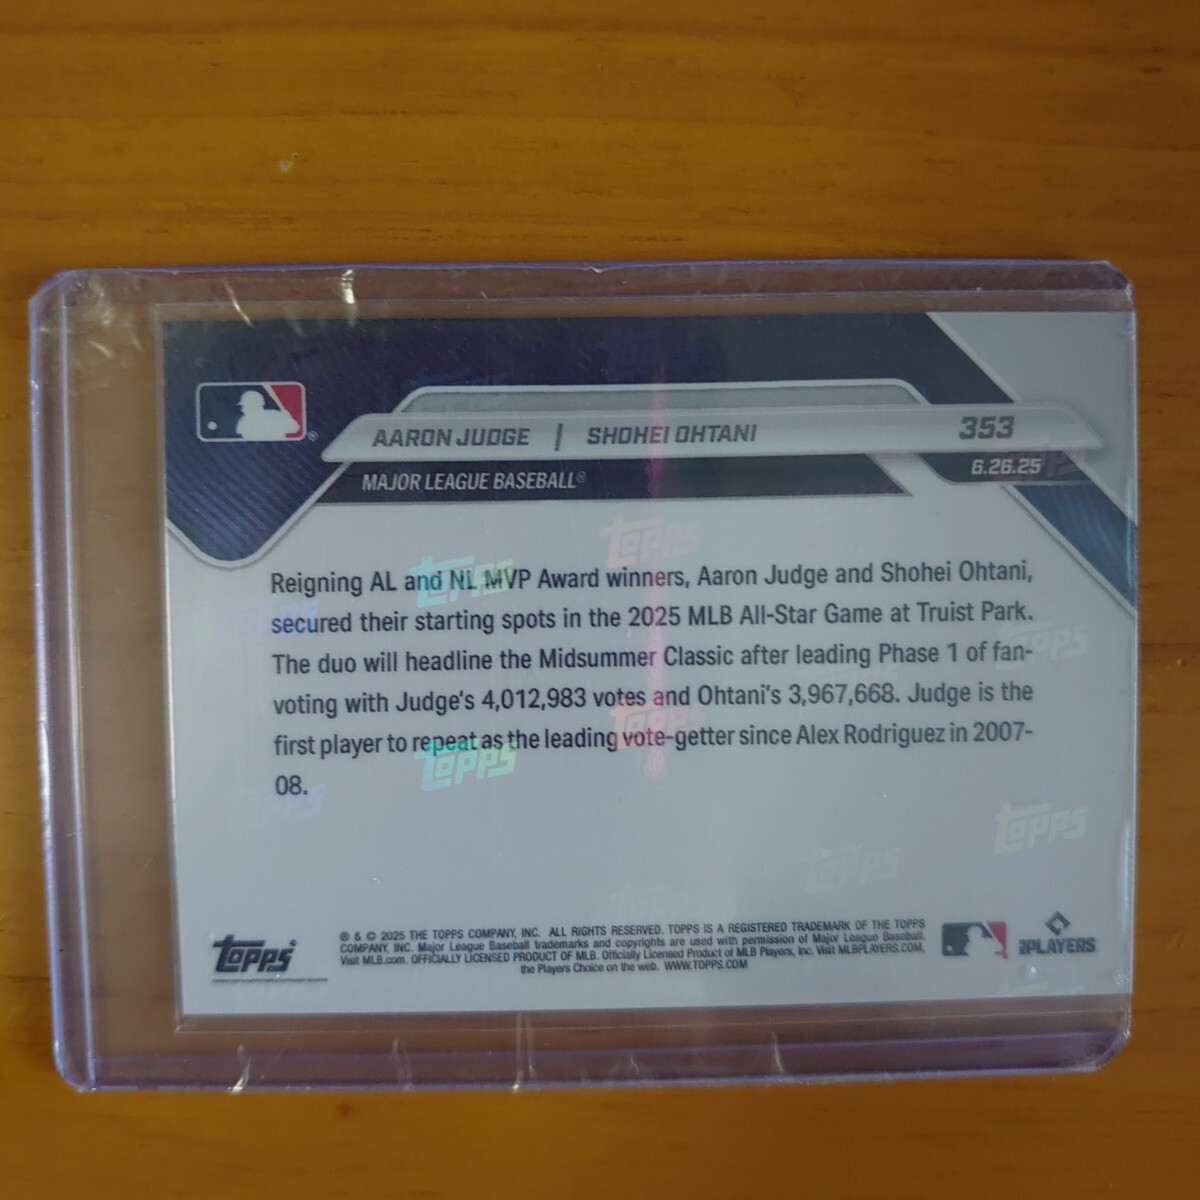 AARON JUDGE | SHOHEI OHTANI 353
MAJOR LEAGUE BASEBALL® 6.26.25
Reigning AL and NL MVP Award winners, Aaron Judge and Shohei Ohtani,
secured their starting spots in the 2025 MLB All-Star Game at Truist Park.
The duo will headline the Midsummer Classic after leading Phase 1 of fan-
voting with Judge's 4,012,983 votes and Ohtani's 3,967,668. Judge is the
first player to repeat as the leading vote-getter since Alex Rodriguez in 2007-
08.
topps
topps
topps
topps
topps
topps
topps
topps
® & © 2025 THE TOPPS COMPANY, INC. ALL RIGHTS RESERVED. TOPPS IS A REGISTERED TRADEMARK OF THE TOPPS
COMPANY, INC. Major League Baseball trademarks and copyrights are used with permission of Major League Baseball.
Visit MLB.com. OFFICIALLY LICENSED PRODUCT OF MLB. Officially Licensed Product of MLB Players, Inc. Visit MLBPLAYERS.COM,
the Players Choice on the web. WWW.TOPPS.COM
PLAYERS